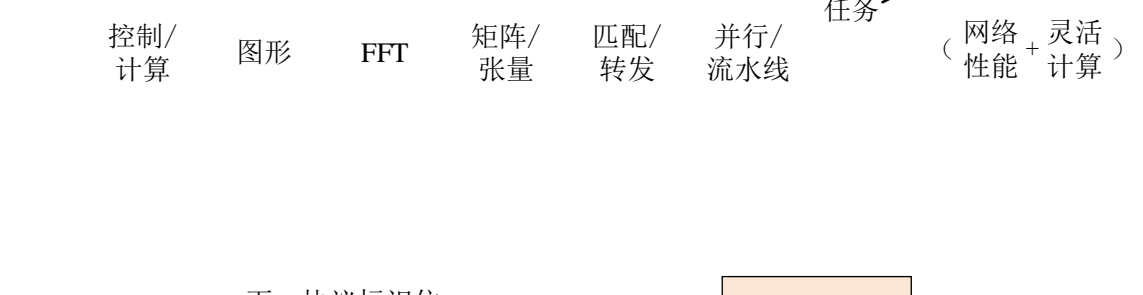 任务
控制/
计算
图形
FFT
矩阵/
张量
匹配/
转发
并行/
流水线
（网络性能+灵活计算）